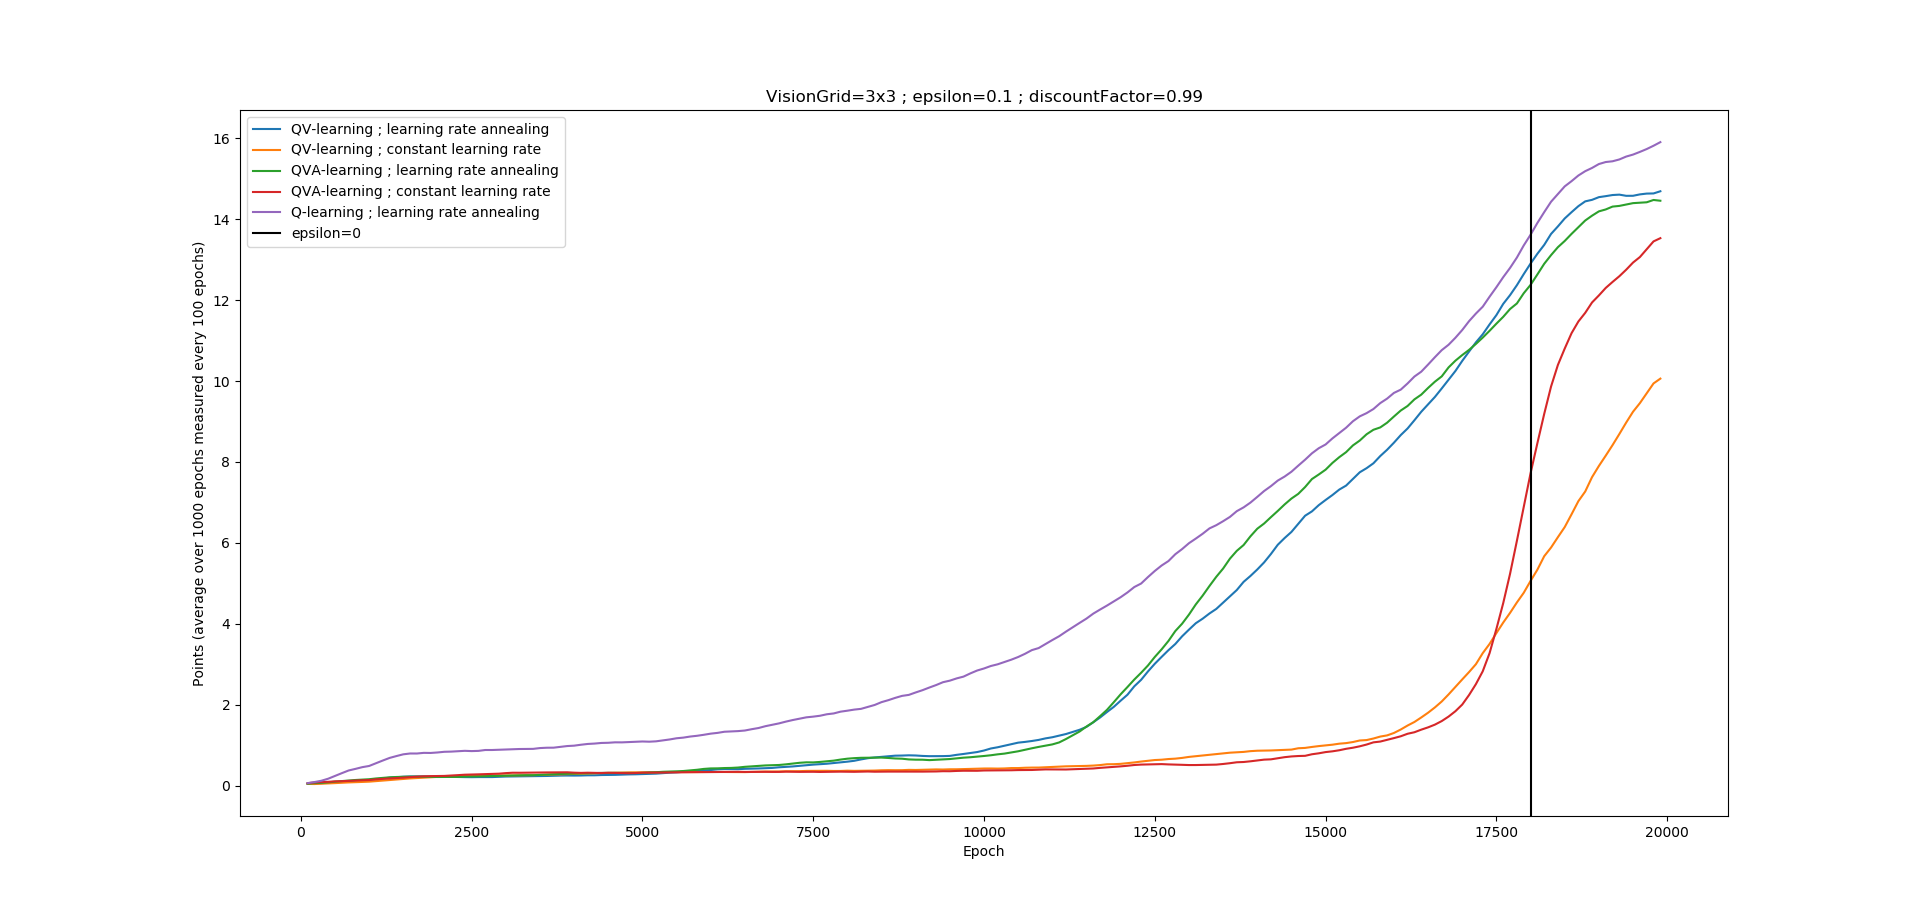 VisionGrid=3x3 ; epsilon=0.1 ; discountFactor=0.99
QV-learning ; learning rate annealing
QV-learning ; constant learning rate
QVA-learning ; learning rate annealing
QVA-learning ; constant learning rate
Q-learning ; learning rate annealing
epsilon=0
Points (average over 1000 epochs measured every 100 epochs)
16
14
12
10
8
6
4
2
0
0 2500 5000 7500 10000 12500 15000 17500 20000
Epoch